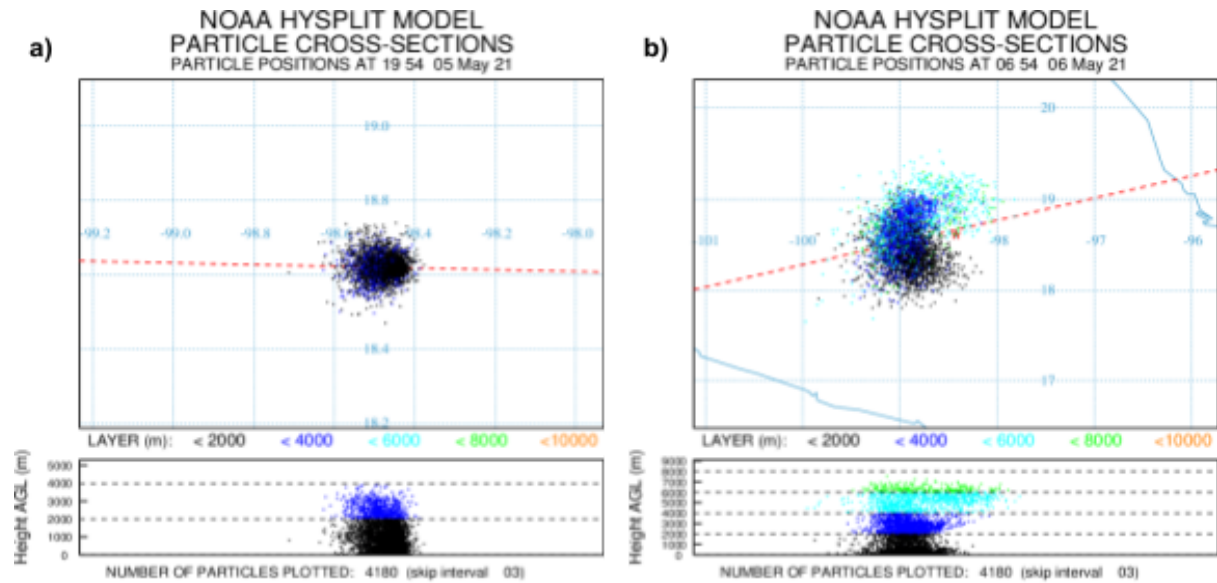 a)
NOAA HYSPLIT MODEL
PARTICLE CROSS-SECTIONS
PARTICLE POSITIONS AT 19 54 05 May 21
19.0
18.8
-99.2 -99.0 -98.8 -98.4 -98.2 -98.0
18.4
18.2
LAYER (m): < 2000 < 4000 < 6000 < 8000 <10000
Height AGL (m)
5000
4000
3000
2000
1000
0
NUMBER OF PARTICLES PLOTTED: 4180 (skip interval 03)
b)
NOAA HYSPLIT MODEL
PARTICLE CROSS-SECTIONS
PARTICLE POSITIONS AT 06 54 06 May 21
20
19
-101 -100 -98 -97 -96
18
17
LAYER (m): < 2000 < 4000 < 6000 < 8000 <10000
Height AGL (m)
9000
8000
7000
6000
5000
4000
3000
2000
1000
0
NUMBER OF PARTICLES PLOTTED: 4180 (skip interval 03)